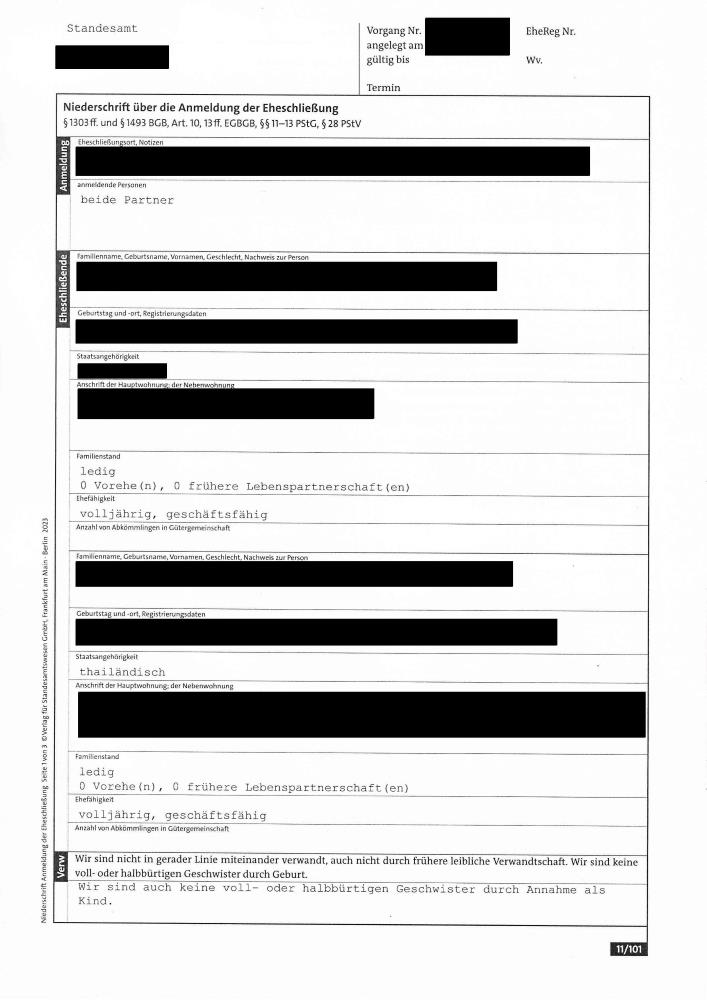 Standesamt
Vorgang Nr.
EheReg Nr.
angelegt am
gültig bis
Wv.
Termin
Niederschrift über die Anmeldung der Eheschließung
§ 1303 ff. und § 1493 BGB, Art. 10, 13 ff. EGBGB, §§ 11–13 PStG, § 28 PStV
Anmeldung
Eheschließungsort, Notizen
anmeldende Personen
beide Partner
Eheschließende
Familienname, Geburtsname, Vornamen, Geschlecht, Nachweis zur Person
Geburtstag und -ort, Registrierungsdaten
Staatsangehörigkeit
Anschrift der Hauptwohnung; der Nebenwohnung
Familienstand
ledig
0 Vorehe(n), 0 frühere Lebenspartnerschaft(en)
Ehefähigkeit
volljährig, geschäftsfähig
Anzahl von Abkömmlingen in Gütergemeinschaft
Familienname, Geburtsname, Vornamen, Geschlecht, Nachweis zur Person
Geburtstag und -ort, Registrierungsdaten
Staatsangehörigkeit
thailändisch
Anschrift der Hauptwohnung; der Nebenwohnung
Familienstand
ledig
0 Vorehe(n), 0 frühere Lebenspartnerschaft(en)
Ehefähigkeit
volljährig, geschäftsfähig
Anzahl von Abkömmlingen in Gütergemeinschaft
Verw
Wir sind nicht in gerader Linie miteinander verwandt, auch nicht durch frühere leibliche Verwandtschaft. Wir sind keine
voll- oder halbbürtigen Geschwister durch Geburt.
Wir sind auch keine voll- oder halbbürtigen Geschwister durch Annahme als
Kind.
Niederschrift Anmeldung der Eheschließung Seite 1 von 3 © Verlag für Standesamtswesen GmbH, Frankfurt am Main · Berlin 2023
11/101